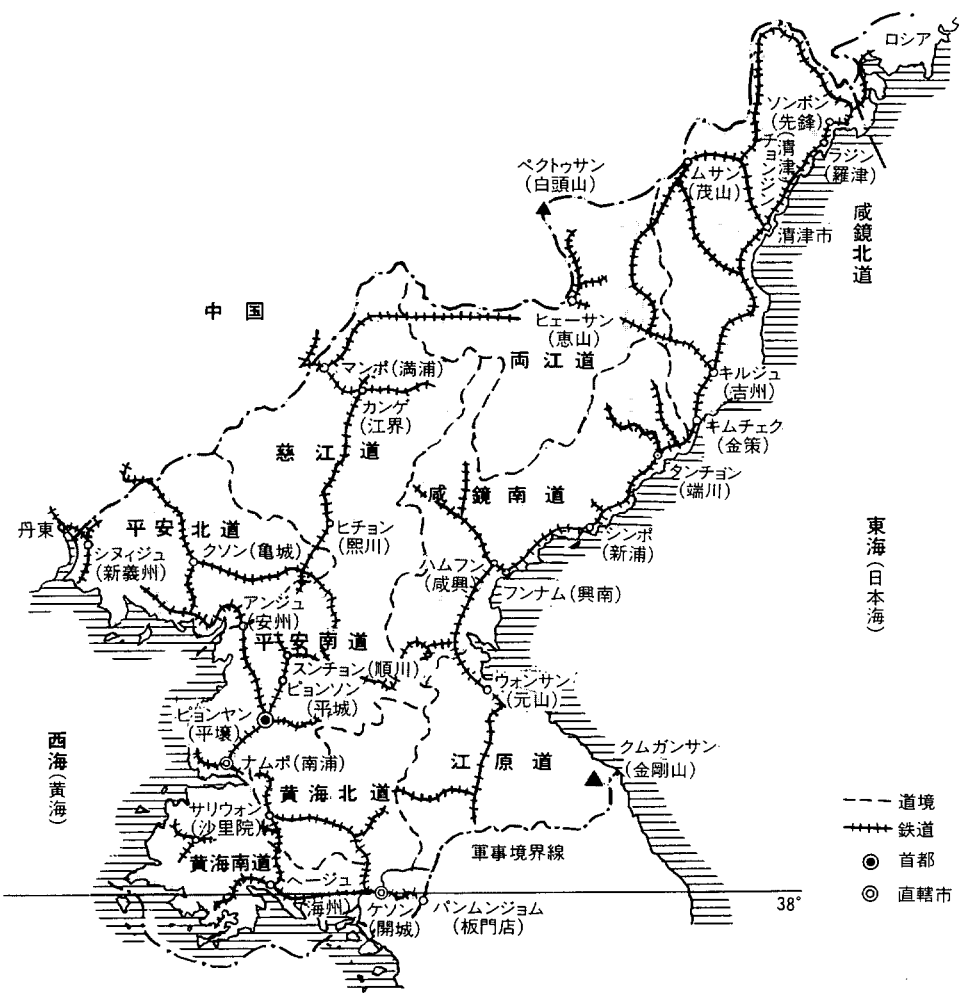 ロシア
ソンボン
(先鋒)
チョンジン
(清津)
ラジン
(羅津)
ペクトゥサン
(白頭山)
ムサン
(茂山)
清津市
咸鏡北道
中国
ヒェーサン
(恵山)
両江道
マンポ(満浦)
カンゲ
(江界)
キルジュ
(吉州)
キムチェク
(金策)
慈江道
タンチョン
(端川)
咸鏡南道
丹東
平安北道
ヒチョン
(熙川)
シンポ
(新浦)
シヌィジュ
(新義州)
クソン(亀城)
ハムフン
(咸興)
フンナム(興南)
東海(日本海)
アンジュ
(安州)
平安南道
スンチョン(順川)
ピョンソン
(平城)
ウォンサン
(元山)
ピョンヤン
(平壌)
西海(黄海)
ナムポ(南浦)
江原道
クムガンサン
(金剛山)
黄海北道
サリウォン
(沙里院)
黄海南道
軍事境界線
ヘージュ
(海州)
ケソン
(開城)
パンムンジョム
(板門店)
38°
道境
鉄道
首都
直轄市